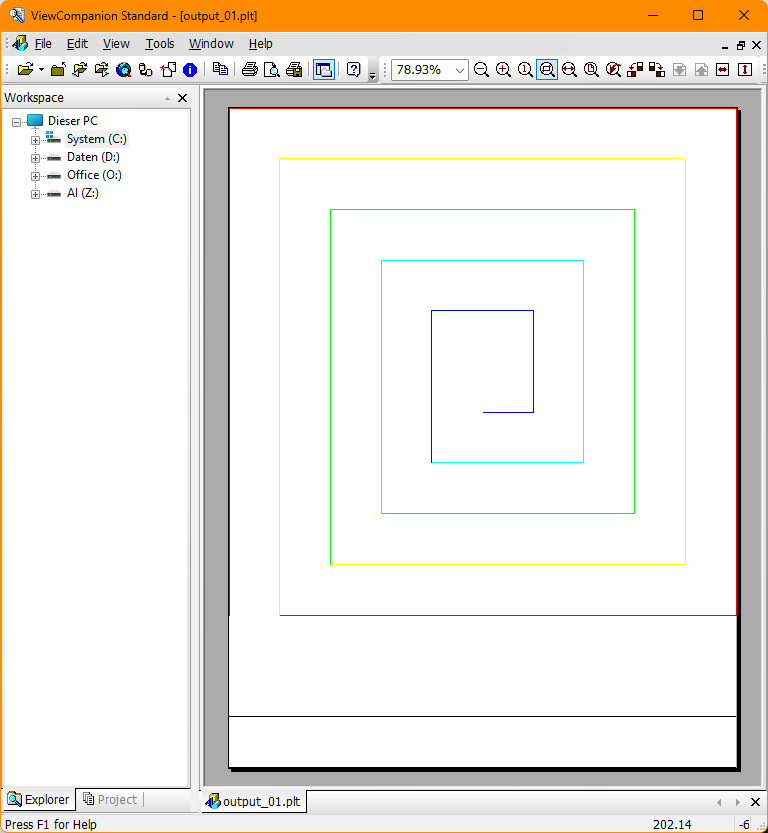 ViewCompanion Standard - [output_01.plt]
File Edit View Tools Window Help
78.93%
Workspace
Dieser PC
System (C:)
Daten (D:)
Office (O:)
AI (Z:)
Explorer Project
output_01.plt
Press F1 for Help 202.14 -6